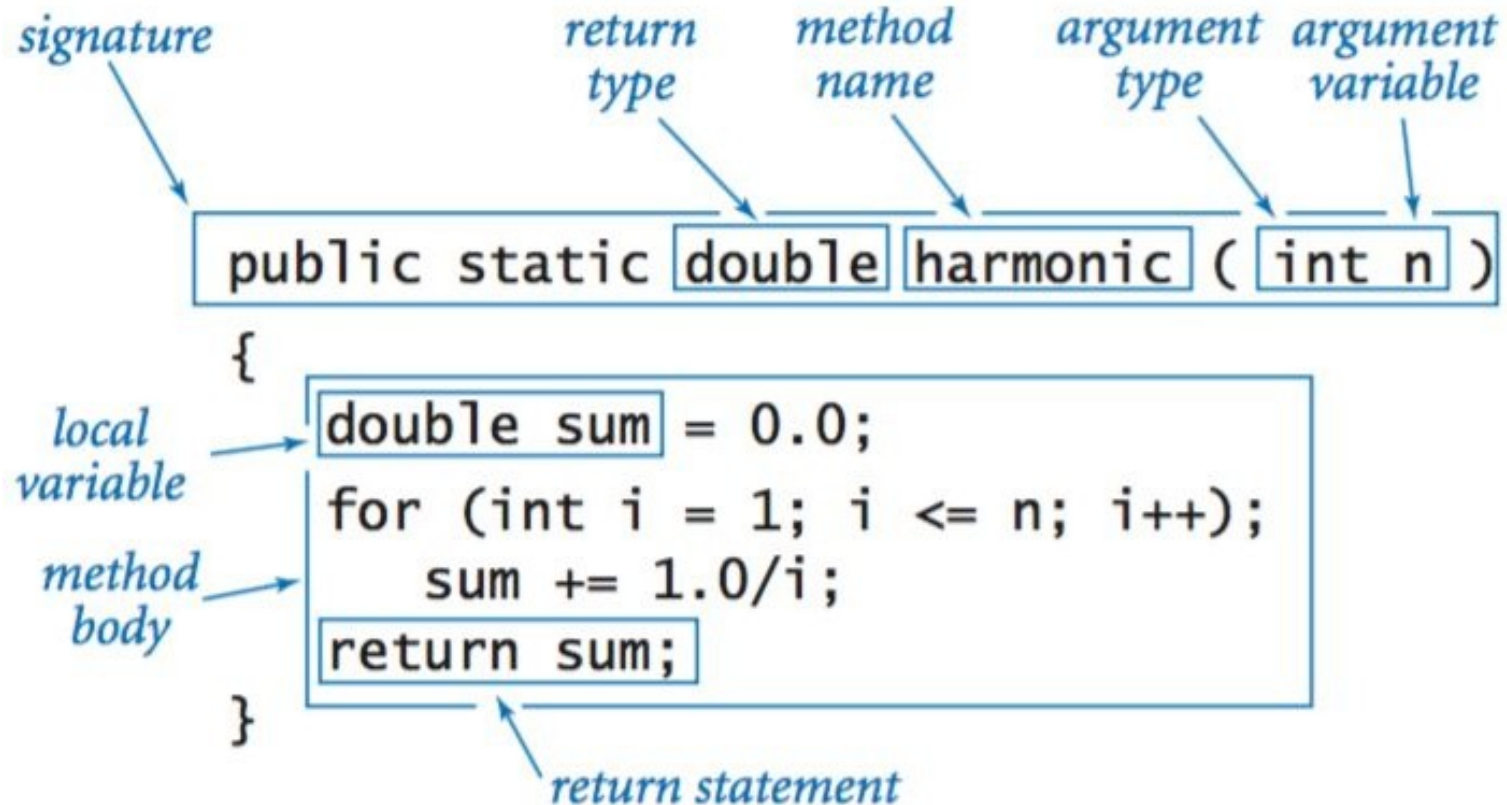 signature
return
type
method
name
argument
type
argument
variable
public static double harmonic ( int n )
{
local
variable
double sum = 0.0;
for (int i = 1; i <= n; i++);
method
body
sum += 1.0/i;
return sum;
}
return statement